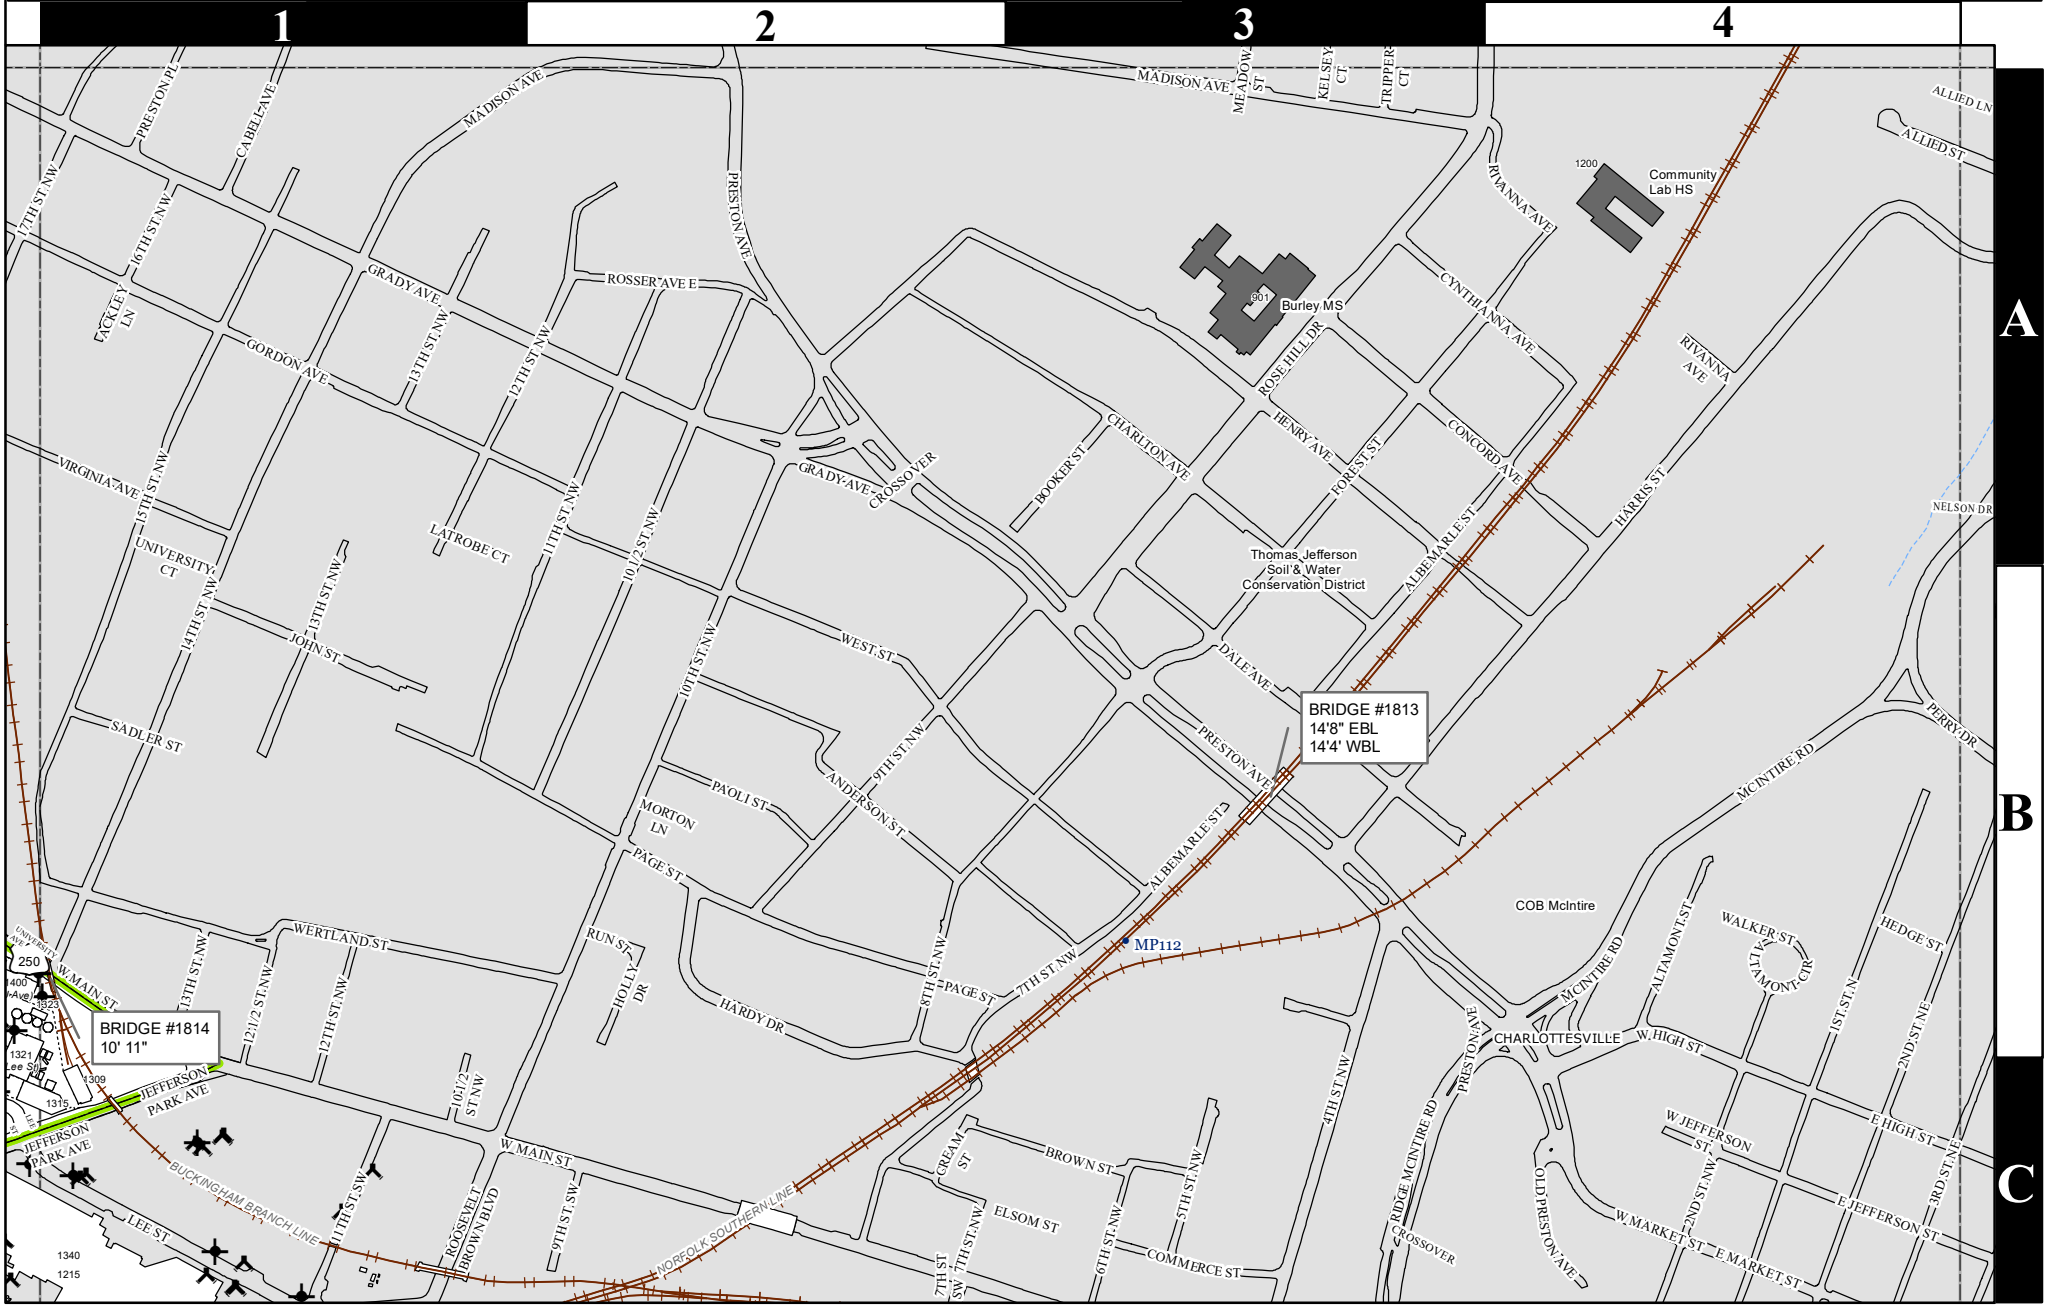 1
2
3
4
A
B
C
PRESTON PL
CABELL AVE
MADISON AVE
MADISON AVE
MEADOW
ST
KELSEY
CT
TRIPPER
CT
ALLIED LN
ALLIED ST
17TH ST NW
16TH ST NW
ACKLEY
LN
GRADY AVE
13TH ST NW
12TH ST NW
ROSSER AVE E
PRESTON AVE
RIVANNA AVE
1200
Community
Lab HS
901
Burley MS
ROSE HILL DR
CYNTHIANNA AVE
RIVANNA
AVE
GORDON AVE
VIRGINIA AVE
15TH ST NW
UNIVERSITY
CT
14TH ST NW
13TH ST NW
JOHN ST
LATROBE CT
11TH ST NW
10 1/2 ST NW
GRADY AVE
CROSSOVER
BOOKER ST
CHARLTON AVE
HENRY AVE
FOREST ST
CONCORD AVE
HARRIS ST
ALBEMARLE ST
NELSON DR
Thomas Jefferson
Soil & Water
Conservation District
SADLER ST
10TH ST NW
WEST ST
DALE AVE
BRIDGE #1813
14'8" EBL
14'4' WBL
PRESTON AVE
9TH ST NW
ANDERSON ST
PAOLI ST
MORTON
LN
PAGE ST
ALBEMARLE ST
MCINTIRE RD
PERRY DR
COB McIntire
WALKER ST
ALTAMONT CIR
ALTAMONT ST
HEDGE ST
MCINTIRE RD
1ST ST N
2ND ST NE
MP112
7TH ST NW
PAGE ST
8TH ST NW
HARDY DR
RUN ST
HOLLY
DR
WERTLAND ST
13TH ST NW
12 1/2 ST NW
12TH ST NW
UNIVERSITY
AVE
250
W MAIN ST
1400
1323
BRIDGE #1814
10' 11"
1321
Lee St)
1309
1315
LEE
ST
JEFFERSON
PARK AVE
JEFFERSON
PARK AVE
10 1/2
ST NW
PRESTON AVE
PRESTON AVE
CHARLOTTESVILLE
W HIGH ST
E HIGH ST
W JEFFERSON
ST
E JEFFERSON ST
2ND ST NW
3RD ST NE
4TH ST NW
RIDGE MCINTIRE RD
CROSSOVER
OLD PRESTON AVE
W MARKET ST
E MARKET ST
W MAIN ST
CREAM
ST
BROWN ST
5TH ST NW
6TH ST NW
ELSOM ST
COMMERCE ST
7TH ST NW
7TH ST
SW
NORFOLK SOUTHERN LINE
BUCKINGHAM BRANCH LINE
11TH ST SW
ROOSEVELT
BROWN BLVD
9TH ST SW
LEE ST
1340
1215